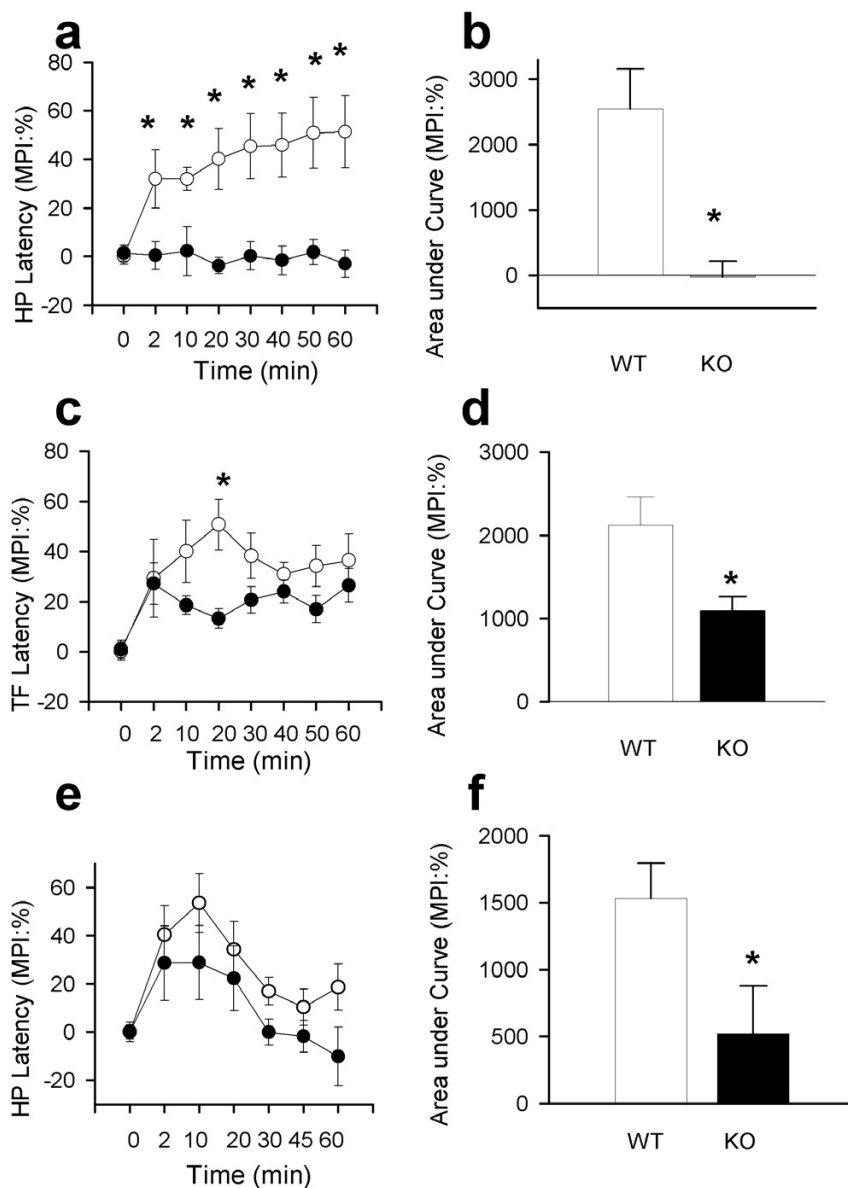 a
* * * * * * *
80
60
40
20
0
-20
HP Latency (MPI:%)
0 2 10 20 30 40 50 60
Time (min)
b
3000
2000
1000
0
Area under Curve (MPI:%)
*
WT KO
c
80
60
40
20
0
-20
TF Latency (MPI:%)
*
0 2 10 20 30 40 50 60
Time (min)
d
3000
2000
1000
0
Area under Curve (MPI:%)
*
WT KO
e
60
40
20
0
-20
HP Latency (MPI:%)
0 2 10 20 30 45 60
Time (min)
f
2000
1500
1000
500
0
Area under Curve (MPI:%)
*
WT KO